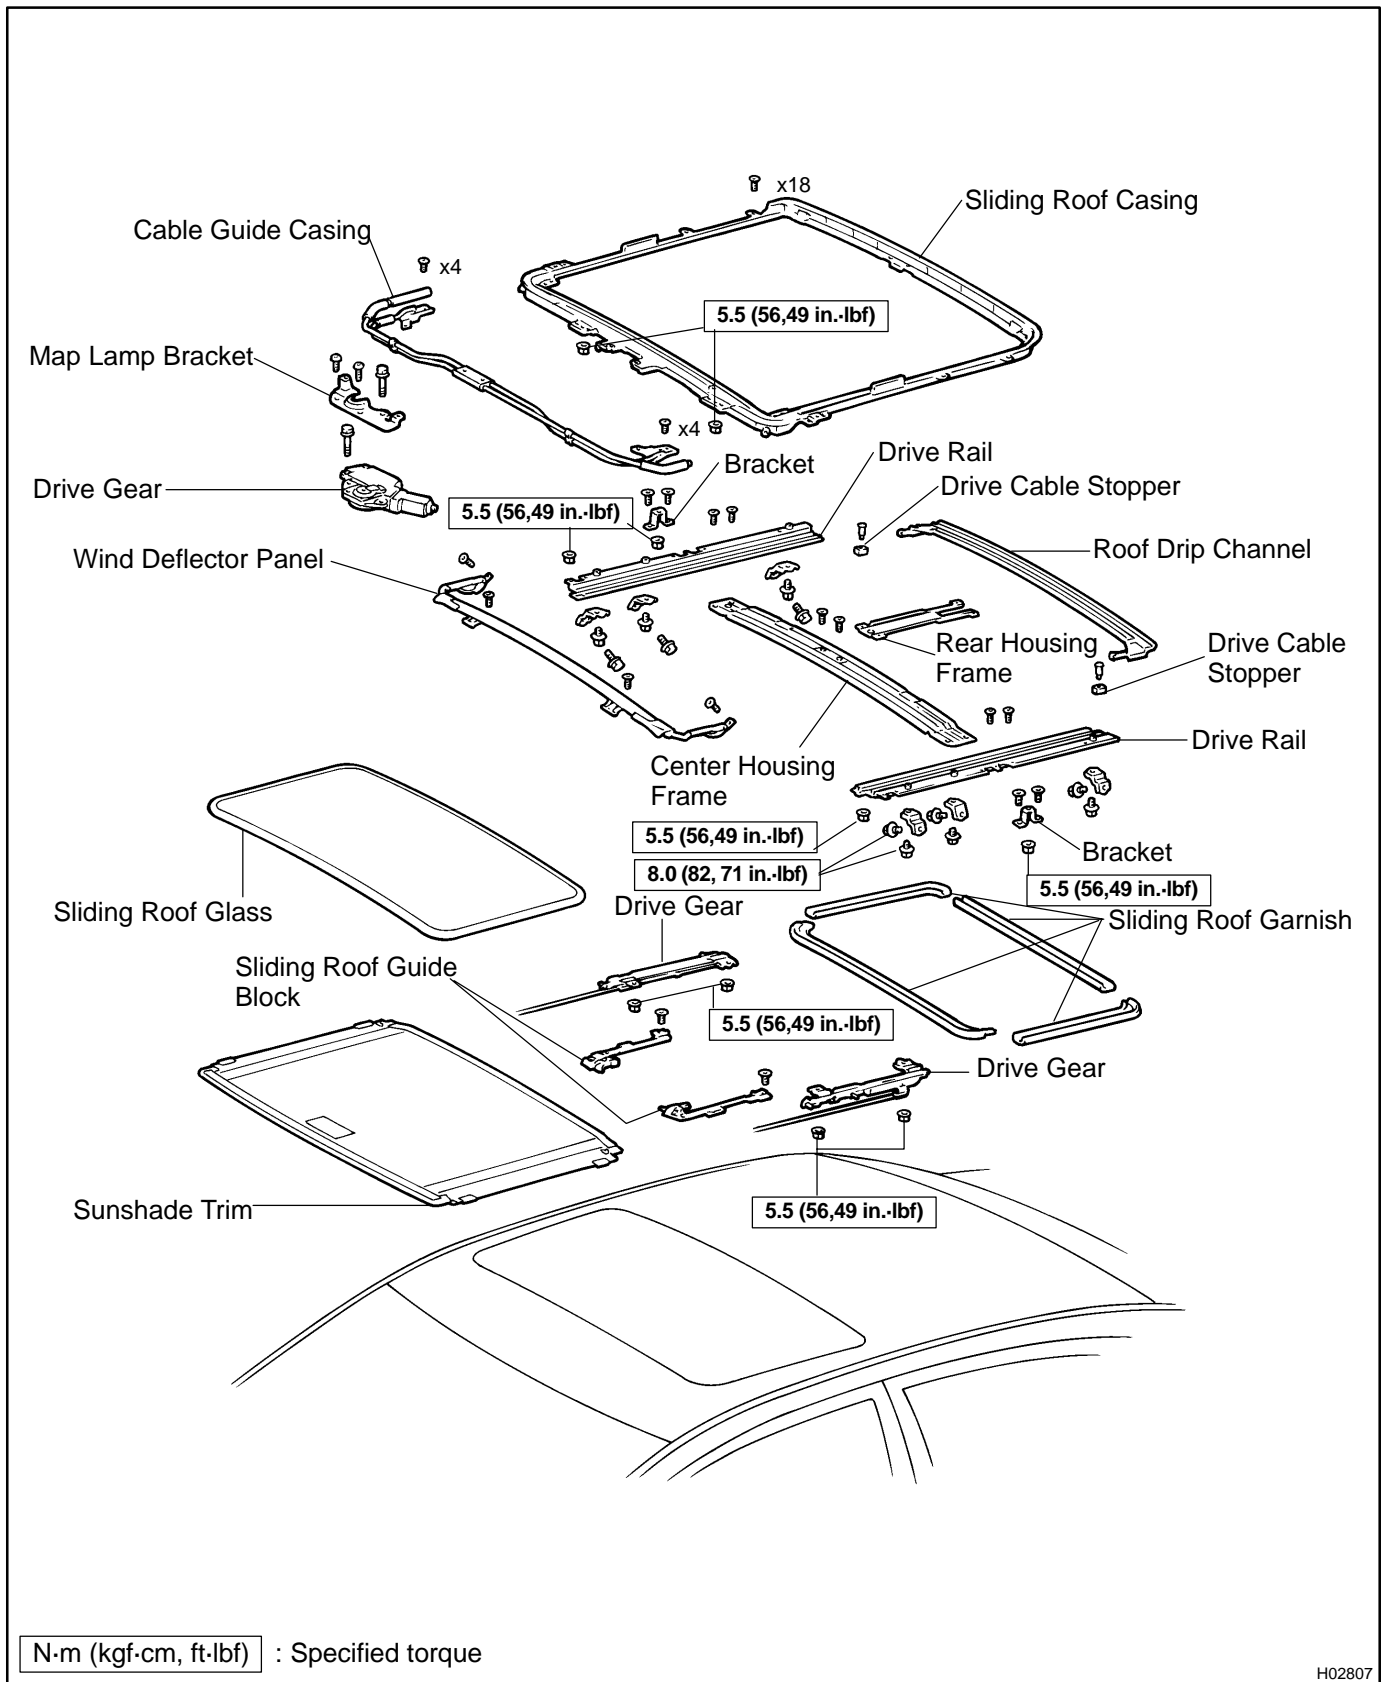 x18
Sliding Roof Casing
Cable Guide Casing
x4
5.5 (56,49 in.·lbf)
Map Lamp Bracket
x4
Bracket
Drive Rail
Drive Cable Stopper
Drive Gear
5.5 (56,49 in.·lbf)
Wind Deflector Panel
Roof Drip Channel
Rear Housing
Frame
Drive Cable
Stopper
Center Housing
Frame
Drive Rail
5.5 (56,49 in.·lbf)
8.0 (82, 71 in.·lbf)
Bracket
5.5 (56,49 in.·lbf)
Sliding Roof Glass
Drive Gear
Sliding Roof Garnish
Sliding Roof Guide
Block
5.5 (56,49 in.·lbf)
Drive Gear
Sunshade Trim
5.5 (56,49 in.·lbf)
N·m (kgf·cm, ft·lbf) : Specified torque
H02807